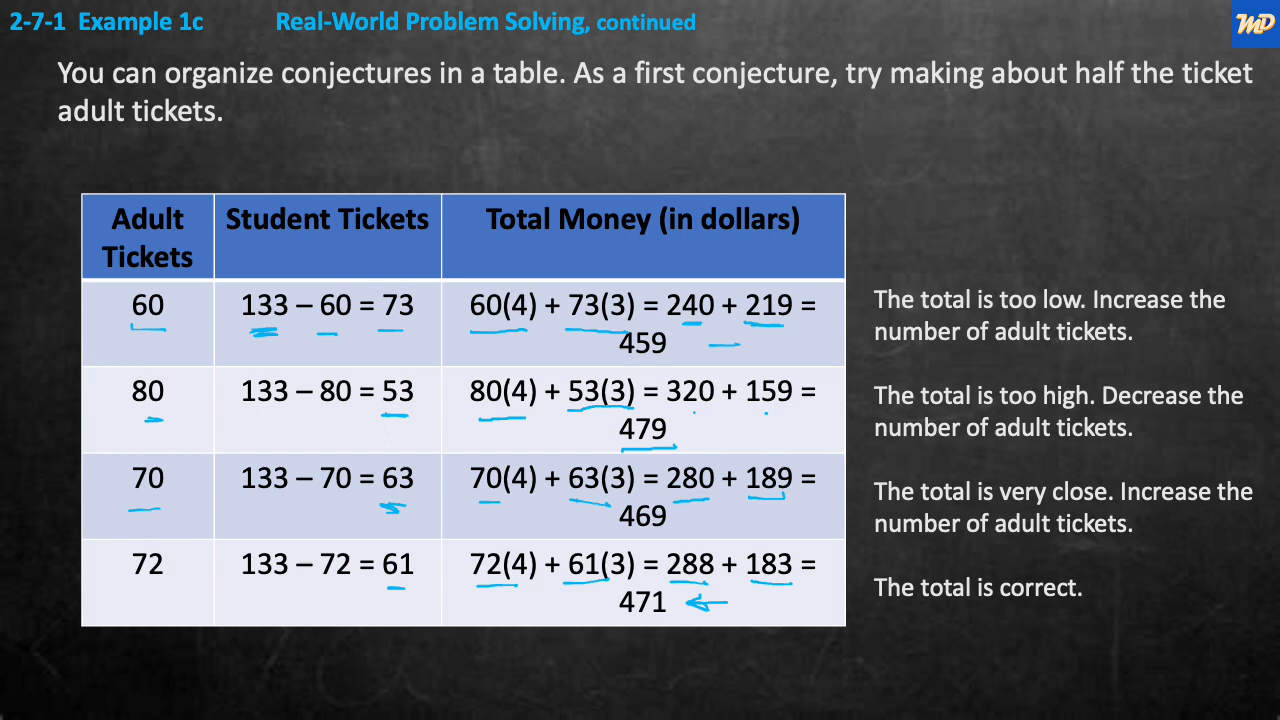 2-7-1 Example 1c Real-World Problem Solving, continued
MD
You can organize conjectures in a table. As a first conjecture, try making about half the ticket
adult tickets.
Adult Tickets Student Tickets Total Money (in dollars)
60 133 – 60 = 73 60(4) + 73(3) = 240 + 219 = 459
The total is too low. Increase the
number of adult tickets.
80 133 – 80 = 53 80(4) + 53(3) = 320 + 159 = 479
The total is too high. Decrease the
number of adult tickets.
70 133 – 70 = 63 70(4) + 63(3) = 280 + 189 = 469
The total is very close. Increase the
number of adult tickets.
72 133 – 72 = 61 72(4) + 61(3) = 288 + 183 = 471
The total is correct.